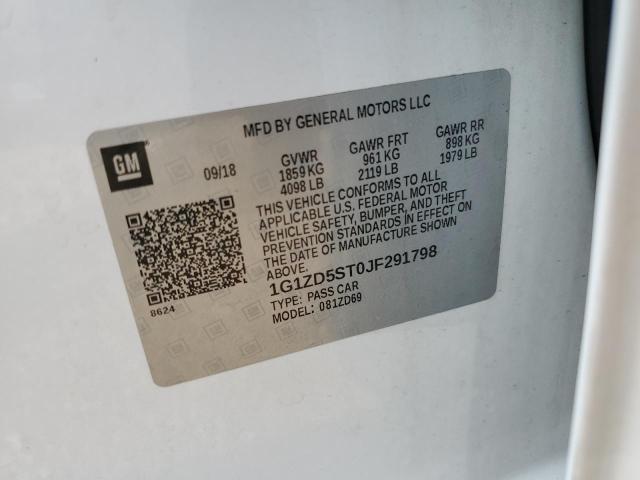 MFD BY GENERAL MOTORS LLC
GM
09/18
GVWR GAWR FRT GAWR RR
1859 KG 961 KG 898 KG
4098 LB 2119 LB 1979 LB
THIS VEHICLE CONFORMS TO ALL
APPLICABLE U.S. FEDERAL MOTOR
VEHICLE SAFETY, BUMPER, AND THEFT
PREVENTION STANDARDS IN EFFECT ON
THE DATE OF MANUFACTURE SHOWN
ABOVE.
1G1ZD5ST0JF291798
TYPE: PASS CAR
MODEL: 081ZD69
8624